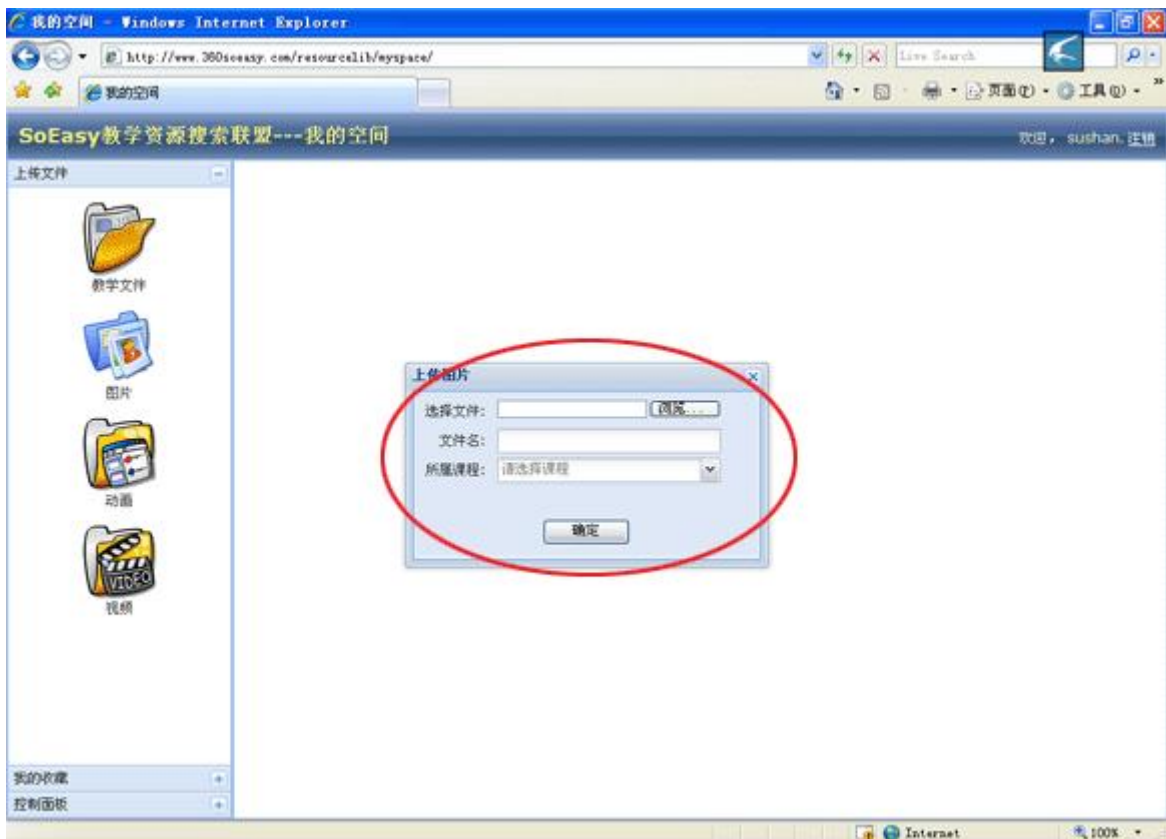 我的空间 - Windows Internet Explorer
http://www.360soeasy.com/resourcelib/myspace/
Live Search
我的空间
页面(P)
工具(O)
SoEasy教学资源搜索联盟---我的空间
欢迎, sushan. 注销
上传文件
教学文件
图片
动画
VIDEO
视频
上传图片
选择文件:
浏览...
文件名:
所属课程: 请选择课程
确定
我的收藏
控制面板
Internet
100%